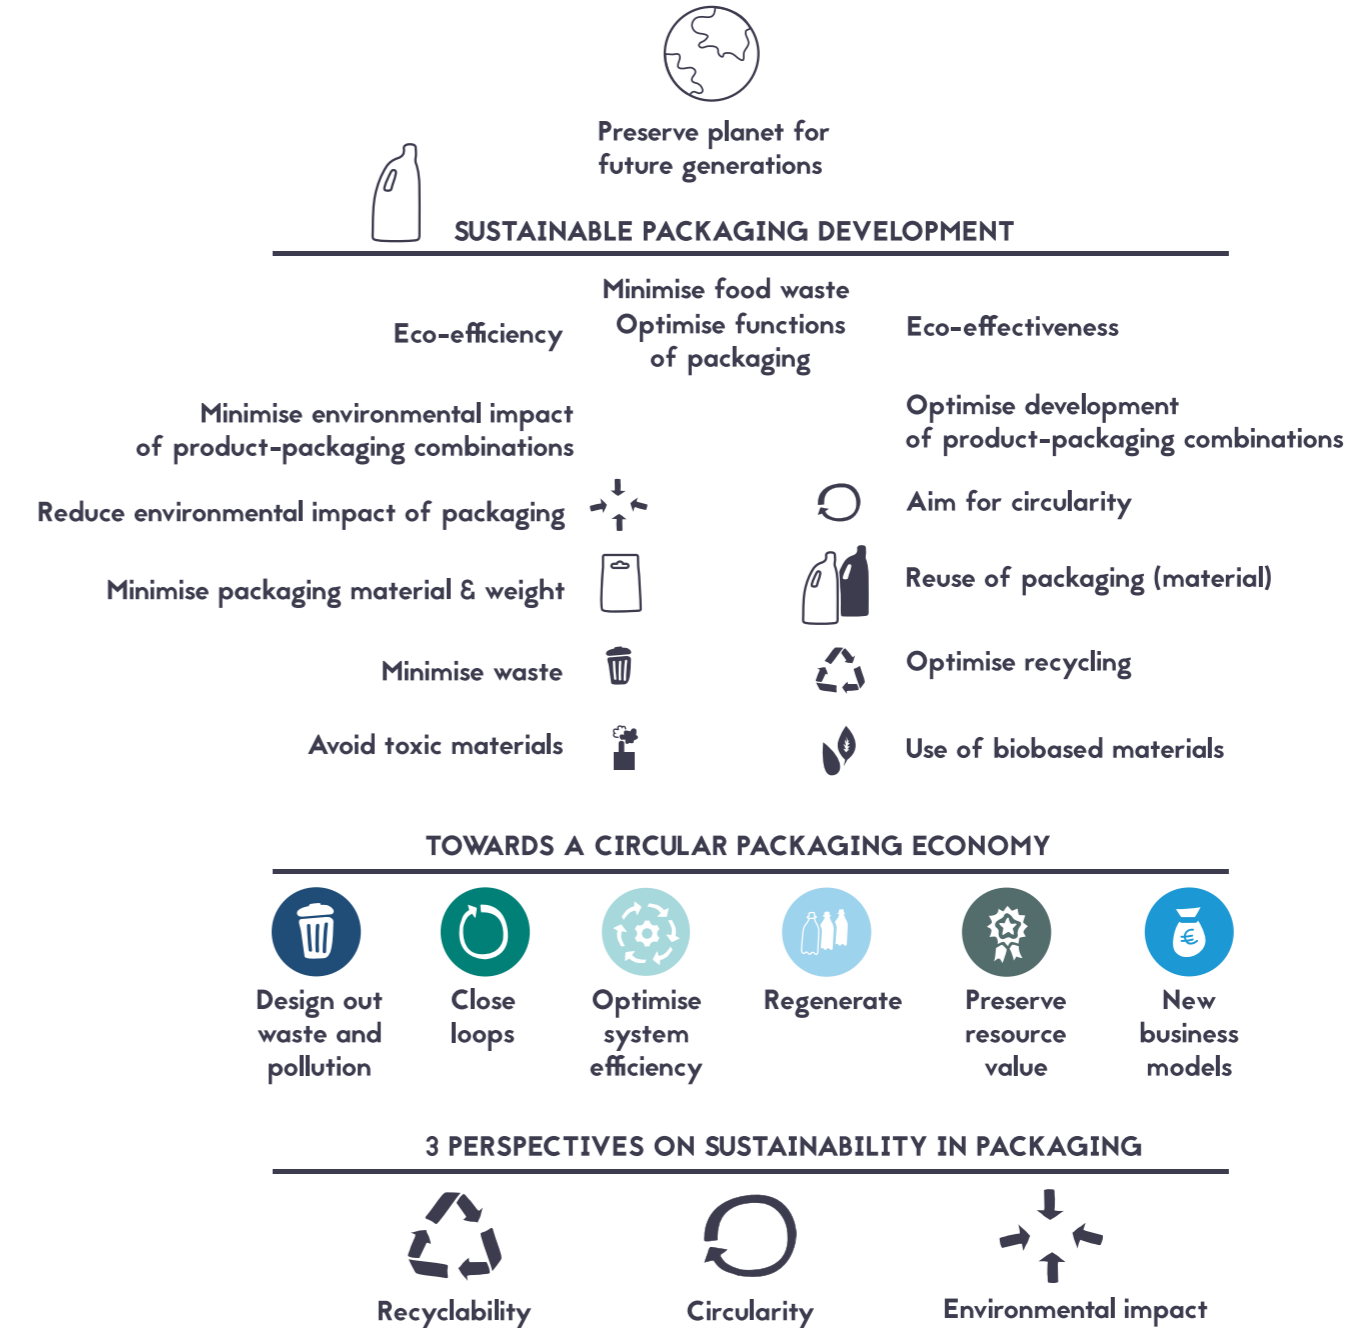 Preserve planet for
future generations
SUSTAINABLE PACKAGING DEVELOPMENT
Minimise food waste
Optimise functions
of packaging
Eco-efficiency
Minimise environmental impact
of product-packaging combinations
Reduce environmental impact of packaging
Minimise packaging material & weight
Minimise waste
Avoid toxic materials
Eco-effectiveness
Optimise development
of product-packaging combinations
Aim for circularity
Reuse of packaging (material)
Optimise recycling
Use of biobased materials
TOWARDS A CIRCULAR PACKAGING ECONOMY
€
Design out
waste and
pollution
Close
loops
Optimise
system
efficiency
Regenerate
Preserve
resource
value
New
business
models
3 PERSPECTIVES ON SUSTAINABILITY IN PACKAGING
Recyclability
Circularity
Environmental impact